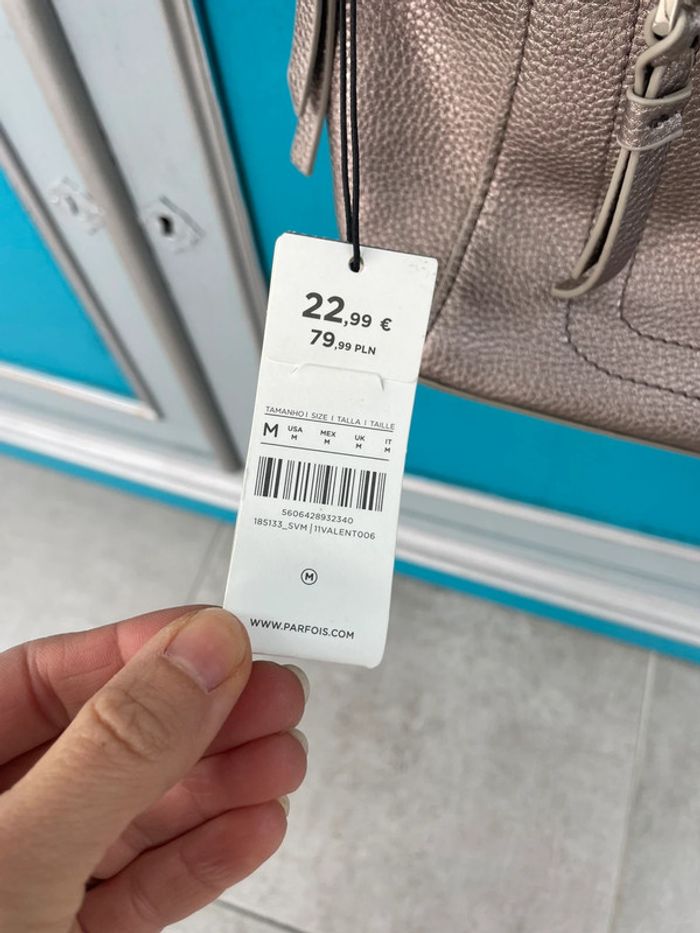 22,99 €
79,99 PLN
TAMANHO I SIZE I TALLA I TAILLE
M USA MEX UK IT
M M M M
5606428932340
185133_SVM|11VALENT006
M
WWW.PARFOIS.COM